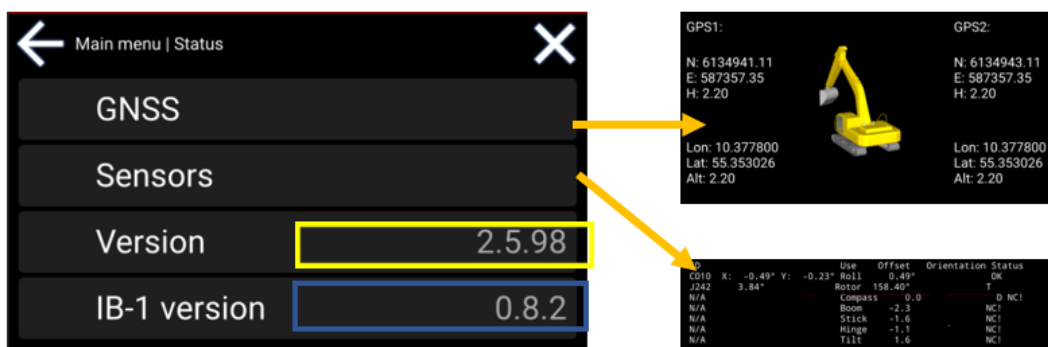 Main menu | Status
GNSS
Sensors
Version 2.5.98
IB-1 version 0.8.2
GPS1: GPS2:
N: 6134941.11 N: 6134943.11
E: 587357.35 E: 587357.35
H: 2.20 H: 2.20
Lon: 10.377800 Lon: 10.377800
Lat: 55.353026 Lat: 55.353026
Alt: 2.20 Alt: 2.20
Use Offset Orientation Status
CO10 X: -0.49° Y: -0.23° Roll 0.49° OK
J242 3.84° Rotor 158.40° T
N/A Compass 0.0 D NC!
N/A Boom -2.3 NC!
N/A Stick -1.6 NC!
N/A Hinge -1.1 NC!
N/A Tilt 1.6 NC!